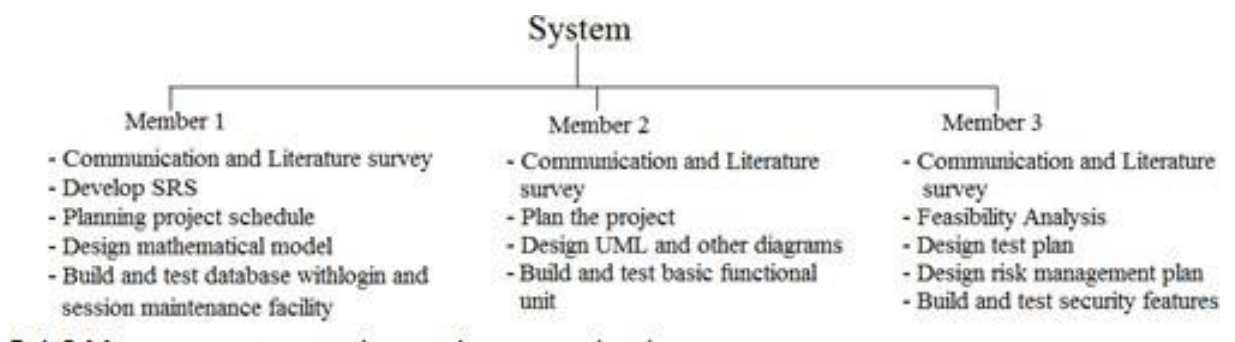 System
Member 1
- Communication and Literature survey
- Develop SRS
- Planning project schedule
- Design mathematical model
- Build and test database withlogin and
session maintenance facility
Member 2
- Communication and Literature
survey
- Plan the project
- Design UML and other diagrams
- Build and test basic functional
unit
Member 3
- Communication and Literature
survey
- Feasibility Analysis
- Design test plan
- Design risk management plan
- Build and test security features